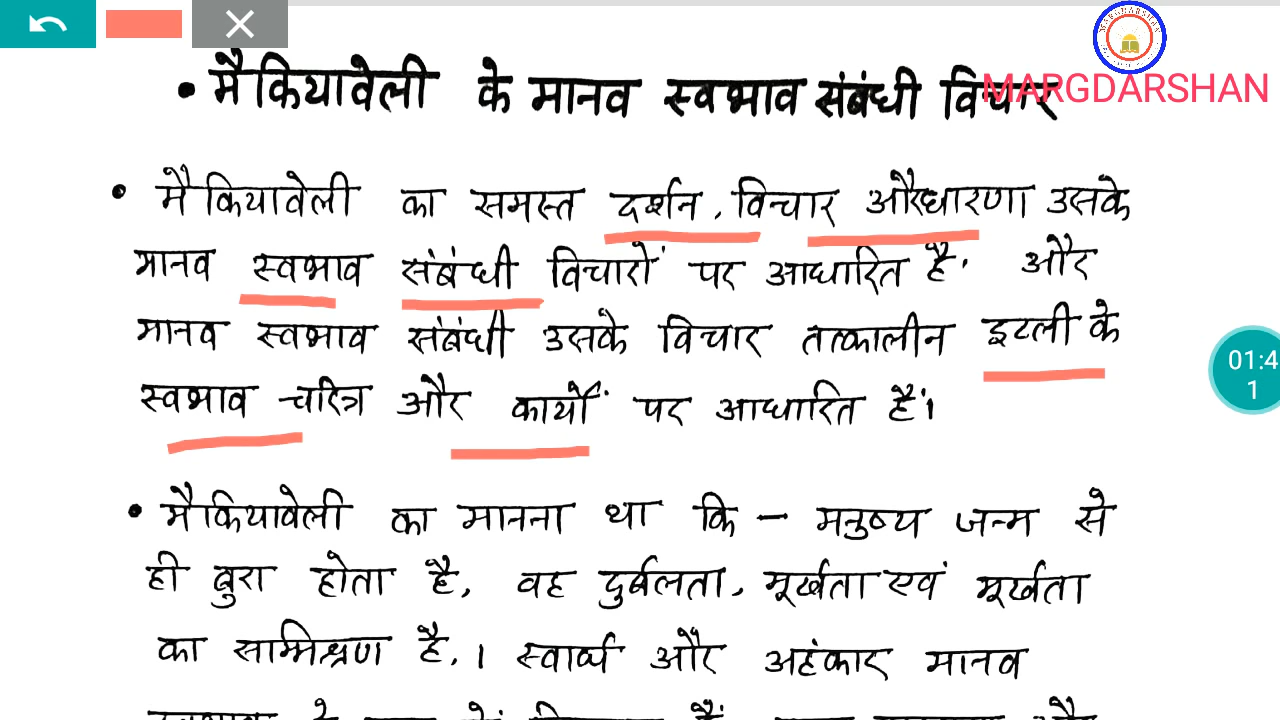 MARGDARSHAN
• मैकियावेली के मानव स्वभाव संबंधी विचार
• मैकियावेली का समस्त दर्शन, विचार और धारणा उसके
मानव स्वभाव संबंधी विचारों पर आधारित है. और
मानव स्वभाव संबंधी उसके विचार तत्कालीन इटली के
स्वभाव चरित्र और कार्यों पर आधारित हैं।
01:4
1
• मैकियावेली का मानना था कि — मनुष्य जन्म से
ही बुरा होता है, वह दुर्बलता, मूर्खता एवं मूर्खता
का सम्मिश्रण है, । स्वार्थ और अहंकार मानव